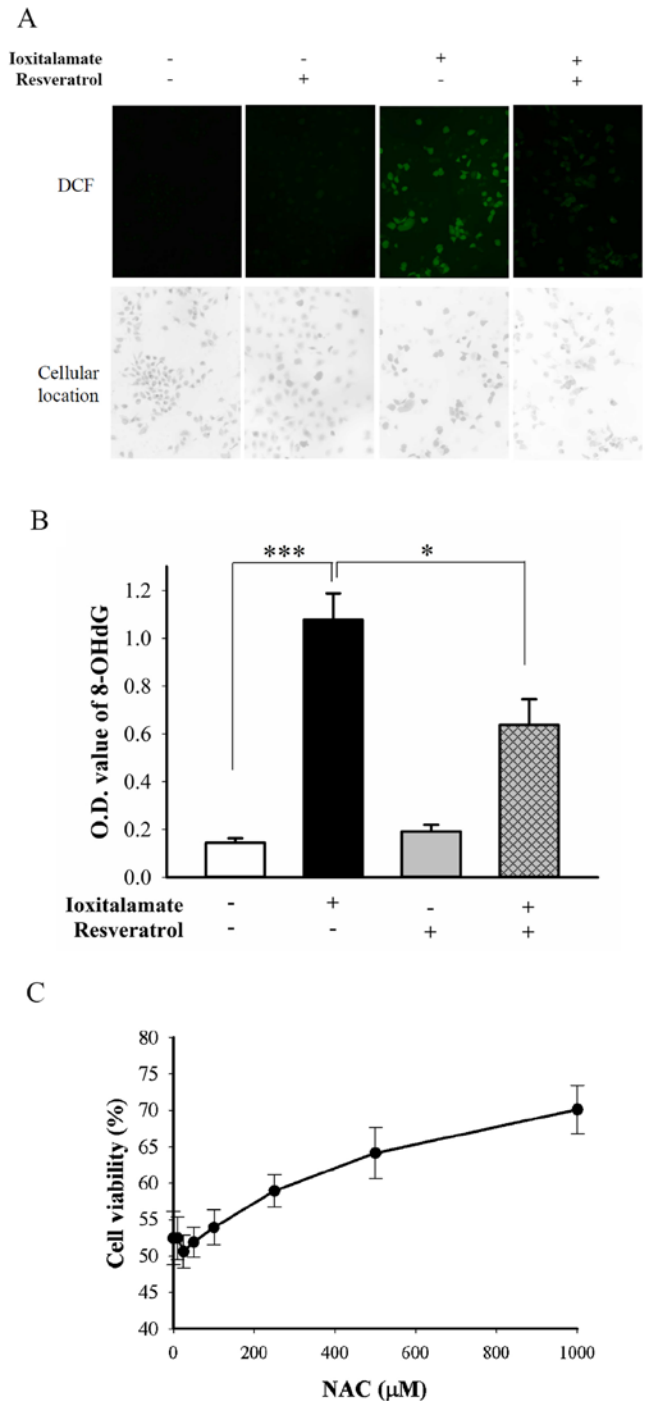 A
Ioxitalamate - - + +
Resveratrol - + - +
DCF
Cellular
location
B
*** *
O.D. value of 8-OHdG
1.2
1.0
0.8
0.6
0.4
0.2
0.0
Ioxitalamate - + - +
Resveratrol - - + +
C
Cell viability (%)
80
75
70
65
60
55
50
45
40
0 200 400 600 800 1000
NAC (μM)